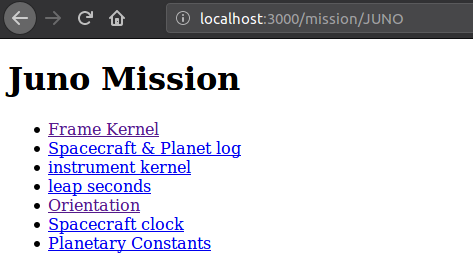 localhost:3000/mission/JUNO
Juno Mission
Frame Kernel
Spacecraft & Planet log
instrument kernel
leap seconds
Orientation
Spacecraft clock
Planetary Constants